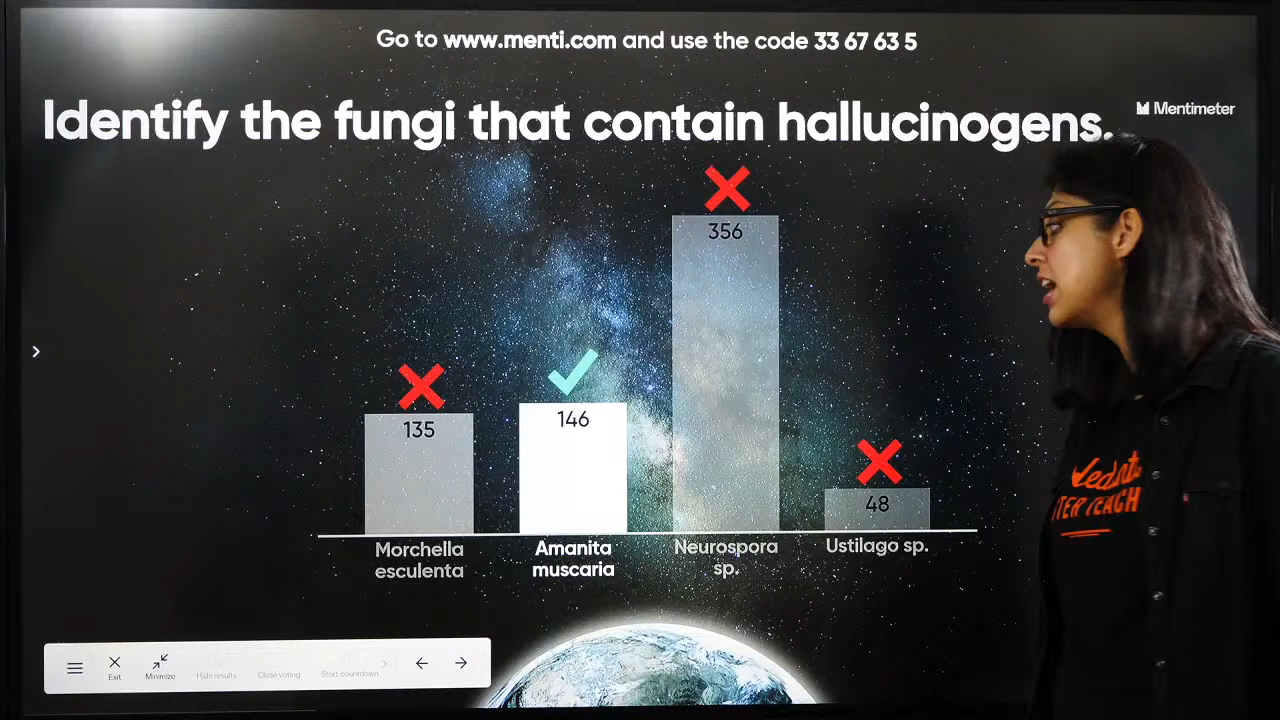 Go to www.menti.com and use the code 33 67 63 5
Identify the fungi that contain hallucinogens.
Mentimeter
356
135
146
48
Morchella
esculenta
Amanita
muscaria
Neurospora
sp.
Ustilago sp.
Exit
Minimize
Hide results
Close voting
Start countdown
TEACH